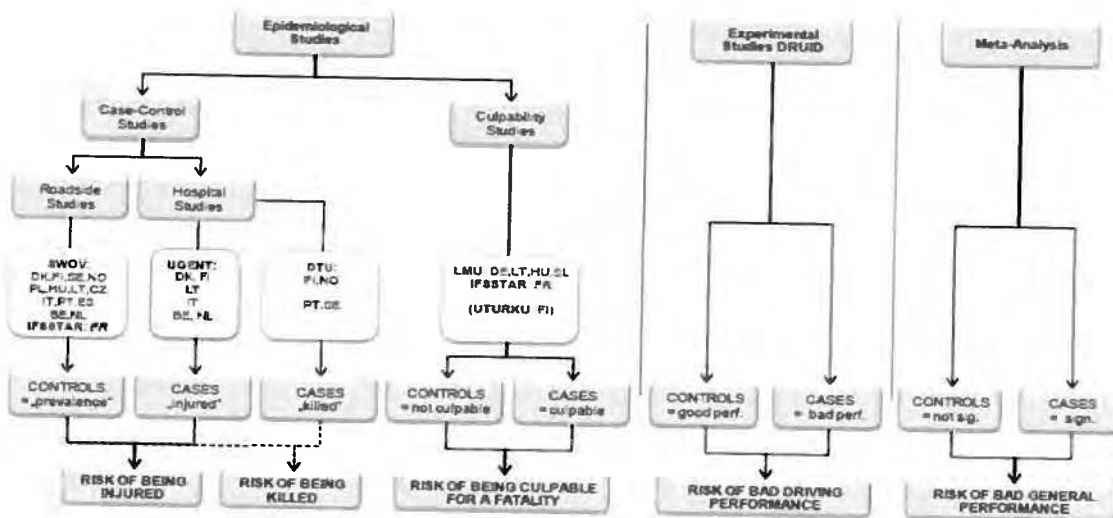 Epidemiological
Studies
Experimental
Studies DRUID
Meta-Analysis
Case-Control
Studies
Culpability
Studies
Roadside
Studies
Hospital
Studies
SWOV:
DK,FI,SE,NO
PL,HU,LT,CZ
IT,PT,ES
BE,NL
IFSSTAR: FR
UGENT:
DK, FI
LT
IT
BE, NL
DTU:
FI,NO
PT,SE
LMU: DE,LT,HU,SL
IFSSTAR: FR
(UTURKU: FI)
CONTROLS
= „prevalence“
CASES
„injured“
CASES
„killed“
CONTROLS
= not culpable
CASES
= culpable
CONTROLS
= good perf.
CASES
= bad perf.
CONTROLS
= not sig.
CASES
= sign.
RISK OF BEING
INJURED
RISK OF BEING
KILLED
RISK OF BEING CULPABLE
FOR A FATALITY
RISK OF BAD DRIVING
PERFORMANCE
RISK OF BAD GENERAL
PERFORMANCE